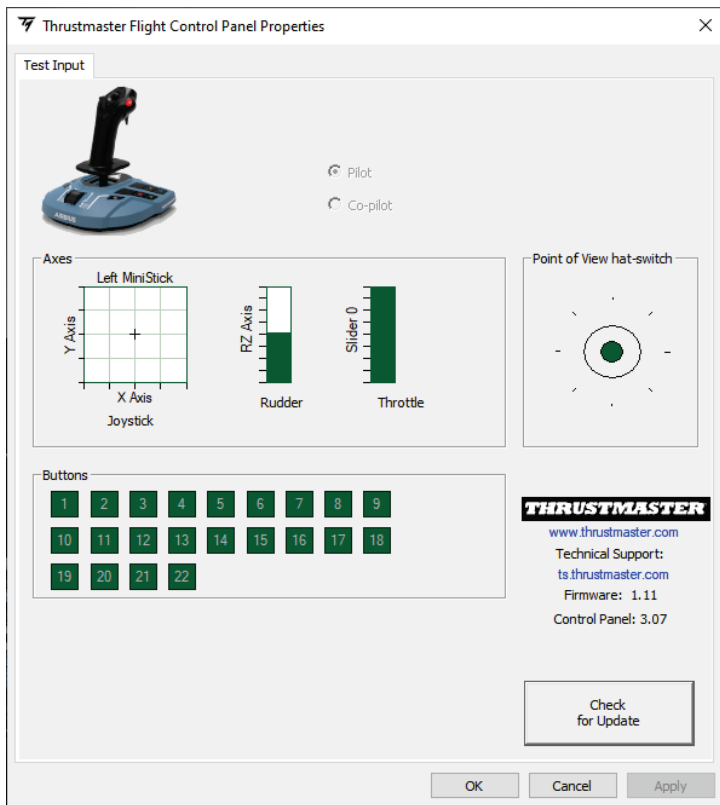 Thrustmaster Flight Control Panel Properties
Test Input
AIRBUS
Pilot
Co-pilot
Axes
Left MiniStick
Y Axis
X Axis
Joystick
RZ Axis
Rudder
Slider 0
Throttle
Point of View hat-switch
Buttons
1 2 3 4 5 6 7 8 9
10 11 12 13 14 15 16 17 18
19 20 21 22
THRUSTMASTER
www.thrustmaster.com
Technical Support:
ts.thrustmaster.com
Firmware: 1.11
Control Panel: 3.07
Check
for Update
OK Cancel Apply